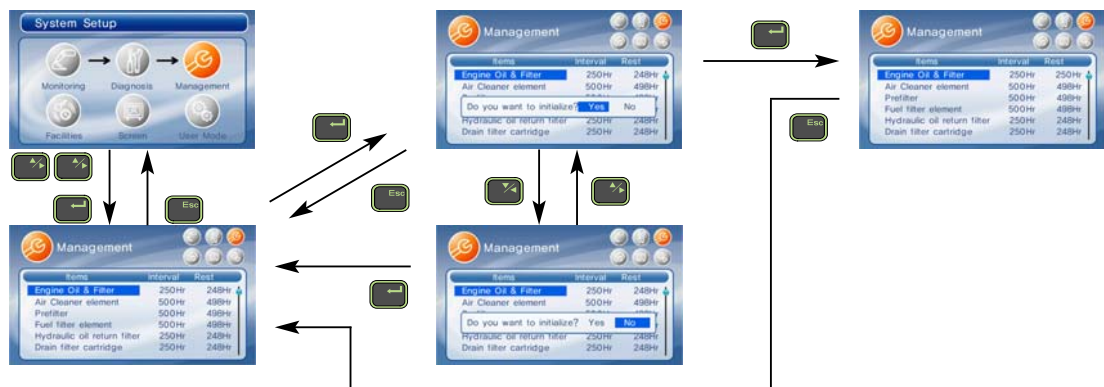 System Setup
Monitoring Diagnosis Management
Facilities Screen User Mode
Esc
Management
Items Interval Rest
Engine Oil & Filter 250Hr 248Hr
Air Cleaner element 500Hr 498Hr
Prefilter 500Hr 498Hr
Fuel filter element 500Hr 498Hr
Hydraulic oil return filter 250Hr 248Hr
Drain filter cartridge 250Hr 248Hr
Esc
Management
Items Interval Rest
Engine Oil & Filter 250Hr 248Hr
Air Cleaner element 500Hr 498Hr
Do you want to initialize? Yes No
Hydraulic oil return filter 250Hr 248Hr
Drain filter cartridge 250Hr 248Hr
Management
Items Interval Rest
Engine Oil & Filter 250Hr 248Hr
Air Cleaner element 500Hr 498Hr
Do you want to initialize? Yes No
Hydraulic oil return filter 250Hr 248Hr
Drain filter cartridge 250Hr 248Hr
Esc
Management
Items Interval Rest
Engine Oil & Filter 250Hr 250Hr
Air Cleaner element 500Hr 498Hr
Prefilter 500Hr 498Hr
Fuel filter element 500Hr 498Hr
Hydraulic oil return filter 250Hr 248Hr
Drain filter cartridge 250Hr 248Hr